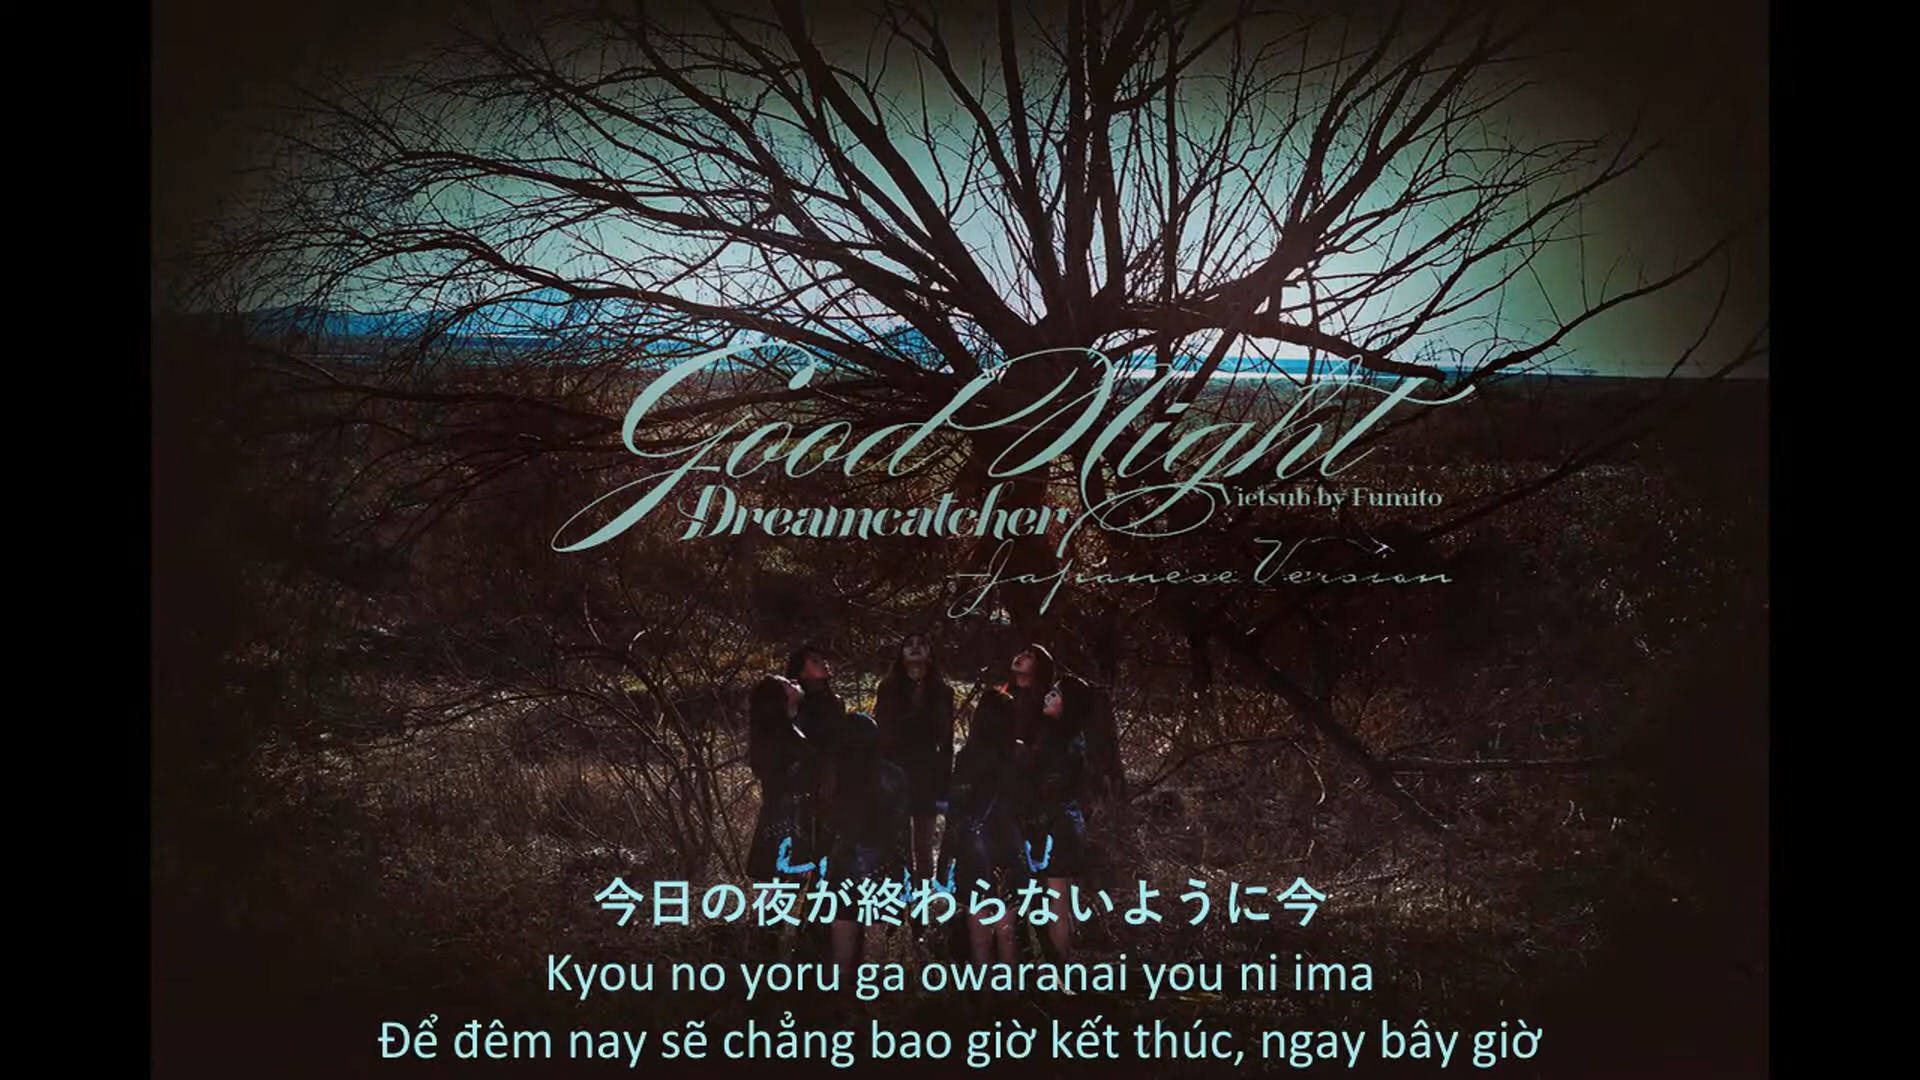 Good Night
Dreamcatcher
Vietsub by Fumito
Japanese Version
今日の夜が終わらないように今
Kyou no yoru ga owaranai you ni ima
Để đêm nay sẽ chẳng bao giờ kết thúc, ngay bây giờ